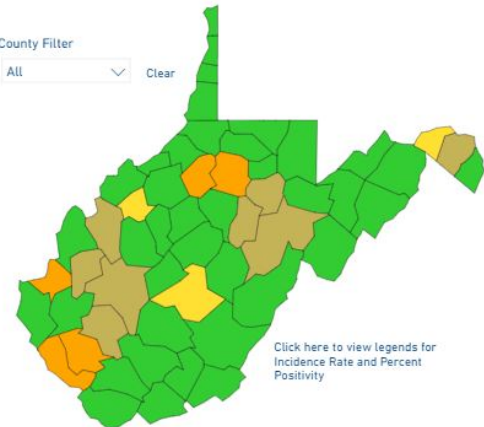 County Filter
All
Clear
Click here to view legends for
Incidence Rate and Percent
Positivity